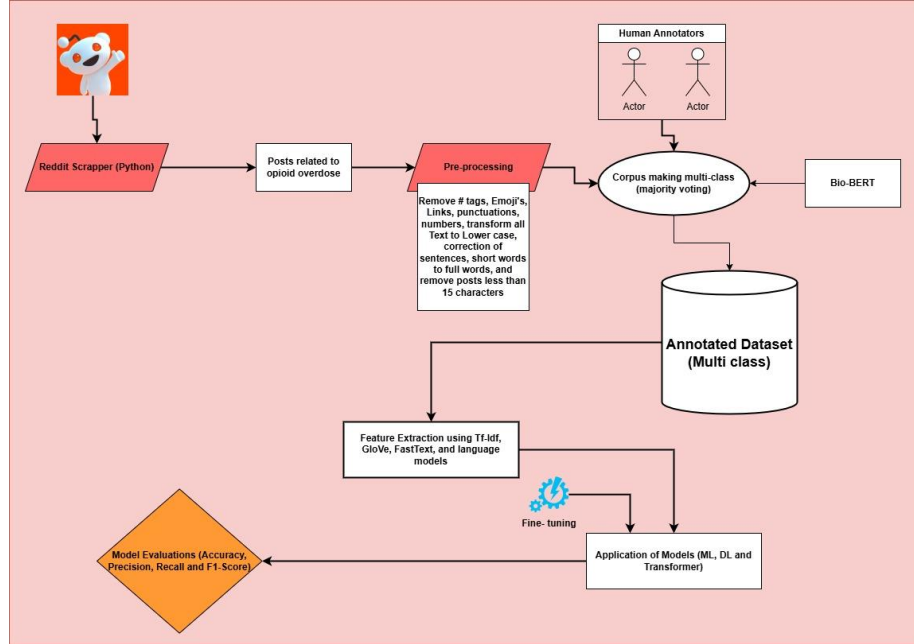 Human Annotators
Actor
Actor
Reddit Scrapper (Python)
Posts related to
opioid overdose
Pre-processing
Corpus making multi-class
(majority voting)
Bio-BERT
Remove # tags, Emoji's,
Links, punctuations,
numbers, transform all
Text to Lower case,
correction of
sentences, short words
to full words, and
remove posts less than
15 characters
Annotated Dataset
(Multi class)
Feature Extraction using Tf-Idf,
GloVe, FastText, and language
models
Fine- tuning
Model Evaluations (Accuracy,
Precision, Recall and F1-Score)
Application of Models (ML, DL and
Transformer)